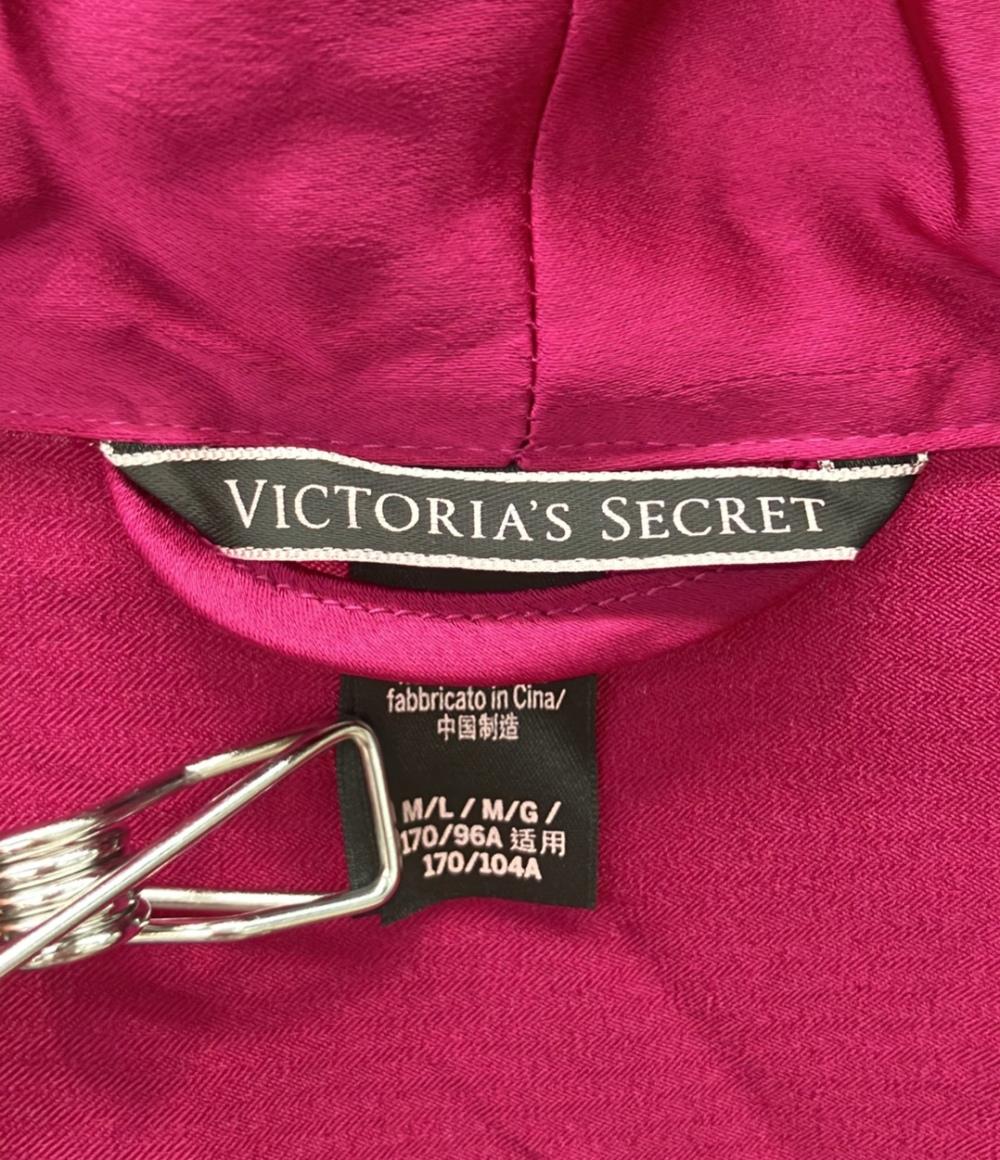 VICTORIA'S SECRET
fabbricato in Cina/
中国制造
M/L / M/G /
170/96A 适用
170/104A